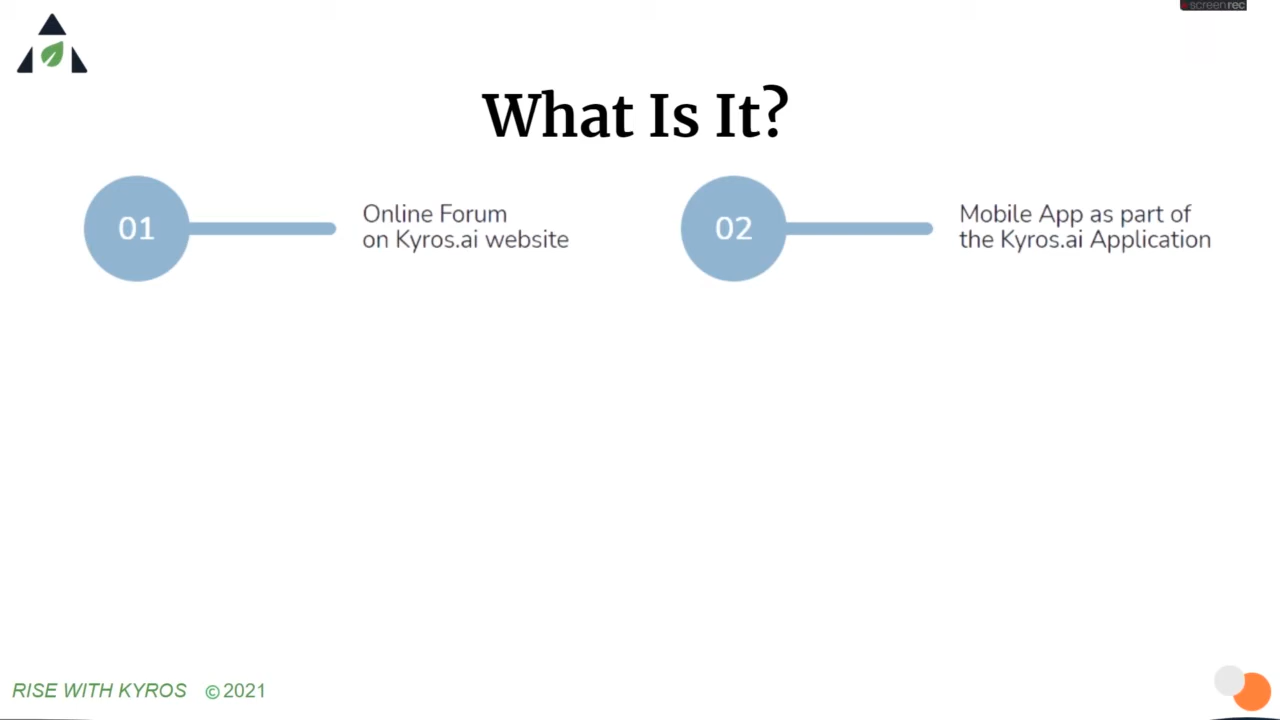 screenrec
What Is It?
01
Online Forum
on Kyros.ai website
02
Mobile App as part of
the Kyros.ai Application
RISE WITH KYROS © 2021